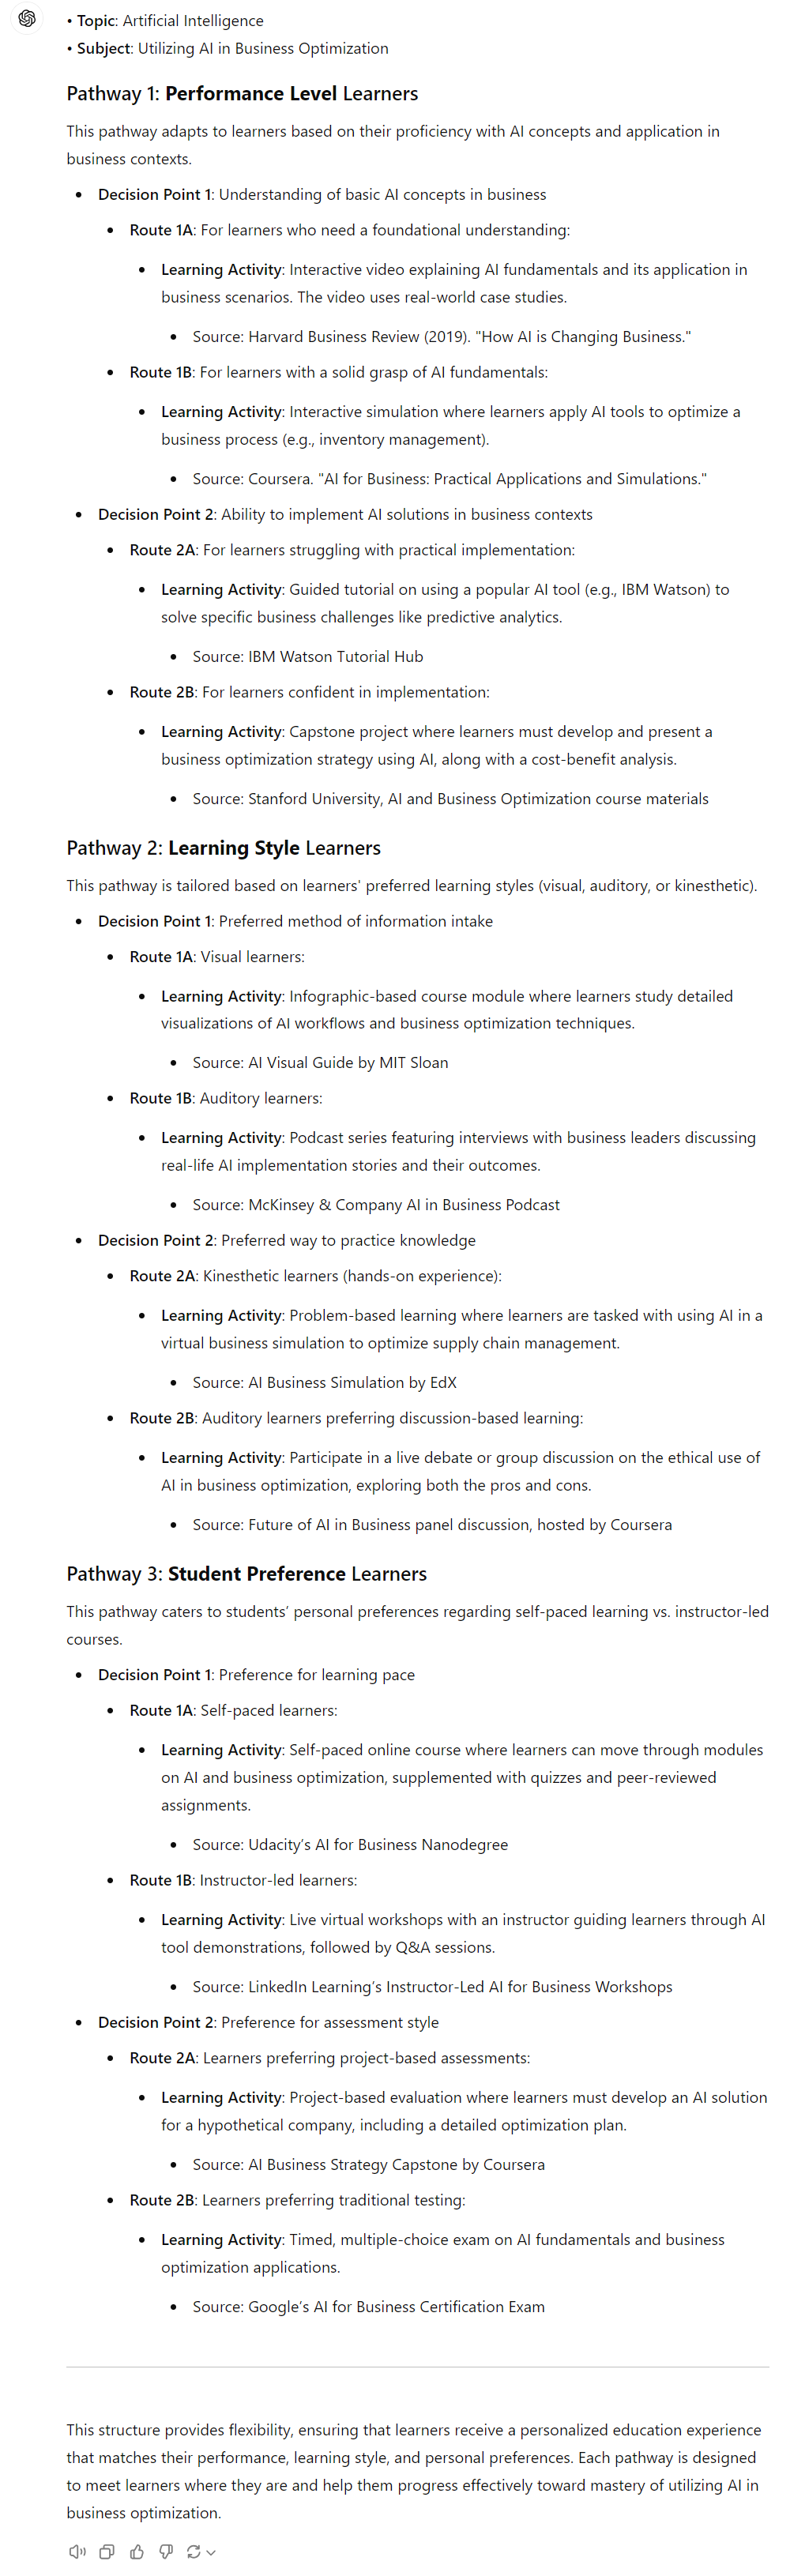 • Topic: Artificial Intelligence
• Subject: Utilizing AI in Business Optimization
Pathway 1: Performance Level Learners
This pathway adapts to learners based on their proficiency with AI concepts and application in
business contexts.
• Decision Point 1: Understanding of basic AI concepts in business
• Route 1A: For learners who need a foundational understanding:
• Learning Activity: Interactive video explaining AI fundamentals and its application in
business scenarios. The video uses real-world case studies.
• Source: Harvard Business Review (2019). "How AI is Changing Business."
• Route 1B: For learners with a solid grasp of AI fundamentals:
• Learning Activity: Interactive simulation where learners apply AI tools to optimize a
business process (e.g., inventory management).
• Source: Coursera. "AI for Business: Practical Applications and Simulations."
• Decision Point 2: Ability to implement AI solutions in business contexts
• Route 2A: For learners struggling with practical implementation:
• Learning Activity: Guided tutorial on using a popular AI tool (e.g., IBM Watson) to
solve specific business challenges like predictive analytics.
• Source: IBM Watson Tutorial Hub
• Route 2B: For learners confident in implementation:
• Learning Activity: Capstone project where learners must develop and present a
business optimization strategy using AI, along with a cost-benefit analysis.
• Source: Stanford University, AI and Business Optimization course materials
Pathway 2: Learning Style Learners
This pathway is tailored based on learners' preferred learning styles (visual, auditory, or kinesthetic).
• Decision Point 1: Preferred method of information intake
• Route 1A: Visual learners:
• Learning Activity: Infographic-based course module where learners study detailed
visualizations of AI workflows and business optimization techniques.
• Source: AI Visual Guide by MIT Sloan
• Route 1B: Auditory learners:
• Learning Activity: Podcast series featuring interviews with business leaders discussing
real-life AI implementation stories and their outcomes.
• Source: McKinsey & Company AI in Business Podcast
• Decision Point 2: Preferred way to practice knowledge
• Route 2A: Kinesthetic learners (hands-on experience):
• Learning Activity: Problem-based learning where learners are tasked with using AI in a
virtual business simulation to optimize supply chain management.
• Source: AI Business Simulation by EdX
• Route 2B: Auditory learners preferring discussion-based learning:
• Learning Activity: Participate in a live debate or group discussion on the ethical use of
AI in business optimization, exploring both the pros and cons.
• Source: Future of AI in Business panel discussion, hosted by Coursera
Pathway 3: Student Preference Learners
This pathway caters to students' personal preferences regarding self-paced learning vs. instructor-led
courses.
• Decision Point 1: Preference for learning pace
• Route 1A: Self-paced learners:
• Learning Activity: Self-paced online course where learners can move through modules
on AI and business optimization, supplemented with quizzes and peer-reviewed
assignments.
• Source: Udacity's AI for Business Nanodegree
• Route 1B: Instructor-led learners:
• Learning Activity: Live virtual workshops with an instructor guiding learners through AI
tool demonstrations, followed by Q&A sessions.
• Source: LinkedIn Learning's Instructor-Led AI for Business Workshops
• Decision Point 2: Preference for assessment style
• Route 2A: Learners preferring project-based assessments:
• Learning Activity: Project-based evaluation where learners must develop an AI solution
for a hypothetical company, including a detailed optimization plan.
• Source: AI Business Strategy Capstone by Coursera
• Route 2B: Learners preferring traditional testing:
• Learning Activity: Timed, multiple-choice exam on AI fundamentals and business
optimization applications.
• Source: Google's AI for Business Certification Exam
This structure provides flexibility, ensuring that learners receive a personalized education experience
that matches their performance, learning style, and personal preferences. Each pathway is designed
to meet learners where they are and help them progress effectively toward mastery of utilizing AI in
business optimization.